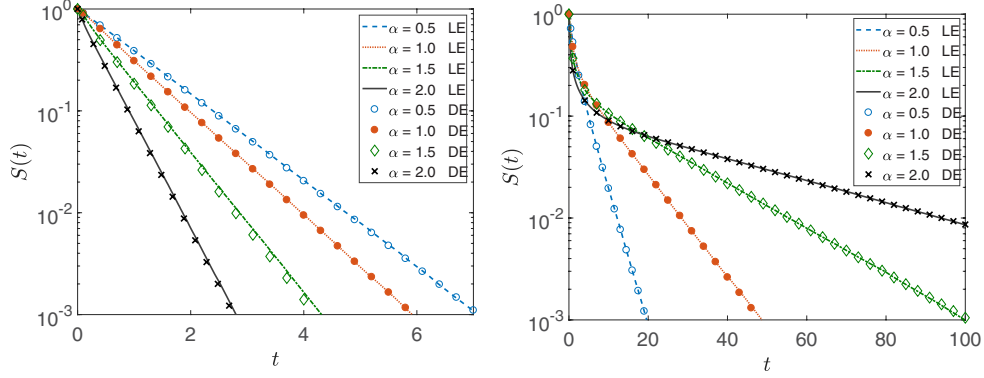 10^0
10^-1
10^-2
10^-3
S(t)
0 2 4 6
t
α = 0.5 LE
α = 1.0 LE
α = 1.5 LE
α = 2.0 LE
α = 0.5 DE
α = 1.0 DE
α = 1.5 DE
α = 2.0 DE
10^0
10^-1
10^-2
10^-3
S(t)
0 20 40 60 80 100
t
α = 0.5 LE
α = 1.0 LE
α = 1.5 LE
α = 2.0 LE
α = 0.5 DE
α = 1.0 DE
α = 1.5 DE
α = 2.0 DE